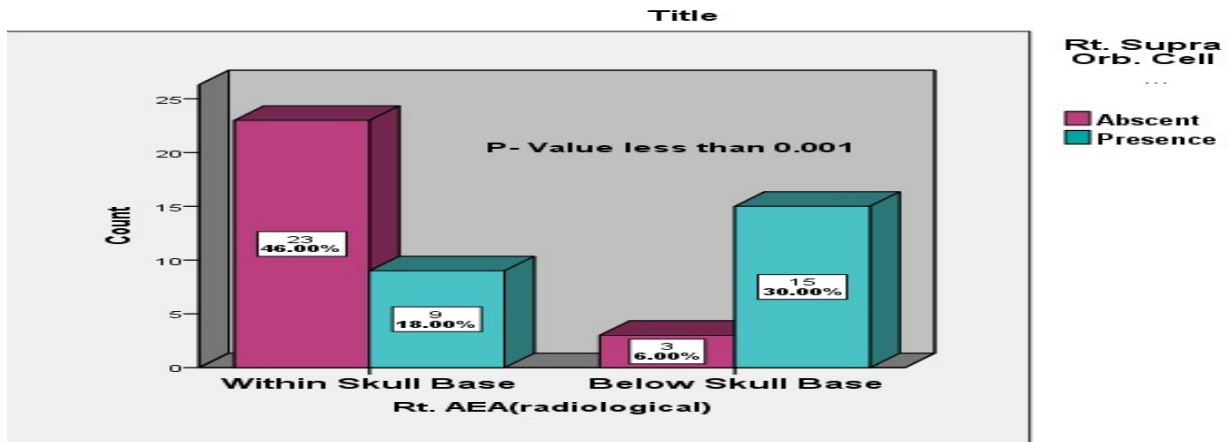 Title
Rt. Supra
Orb. Cell
...
Abscent
Presence
P- Value less than 0.001
Count
25
20
15
10
5
0
23
46.00%
9
18.00%
3
6.00%
15
30.00%
Within Skull Base
Below Skull Base
Rt. AEA(radiological)